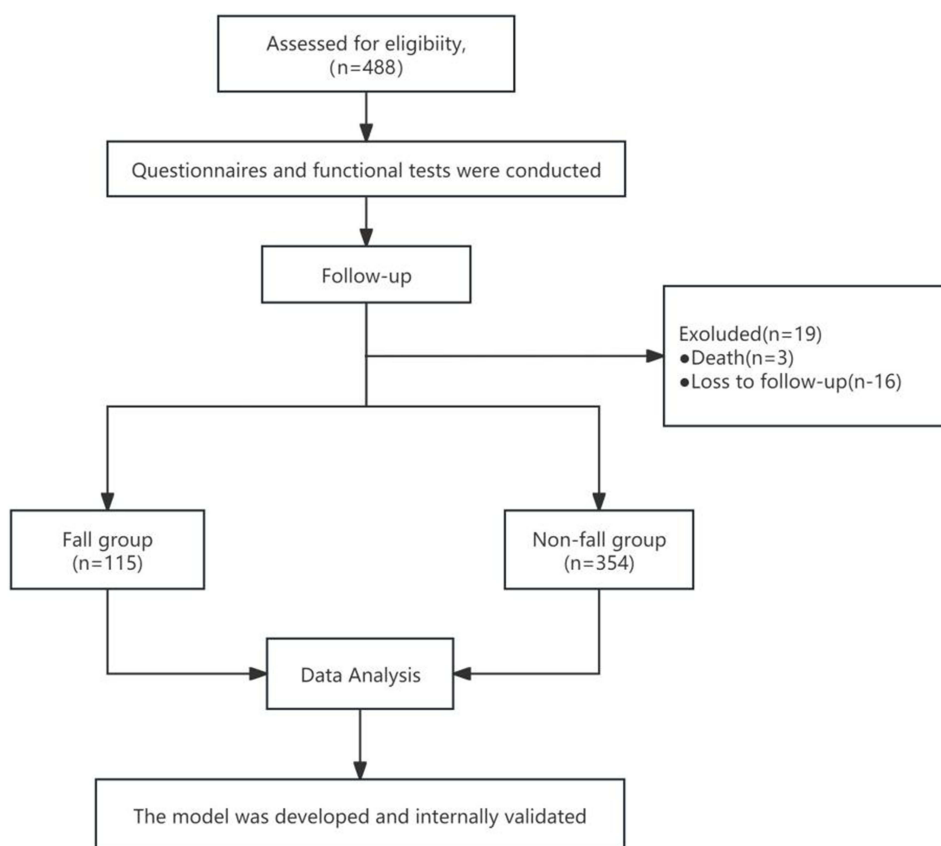 Assessed for eligibiity,
(n=488)
Questionnaires and functional tests were conducted
Follow-up
Exoluded(n=19)
●Death(n=3)
●Loss to follow-up(n-16)
Fall group
(n=115)
Non-fall group
(n=354)
Data Analysis
The model was developed and internally validated